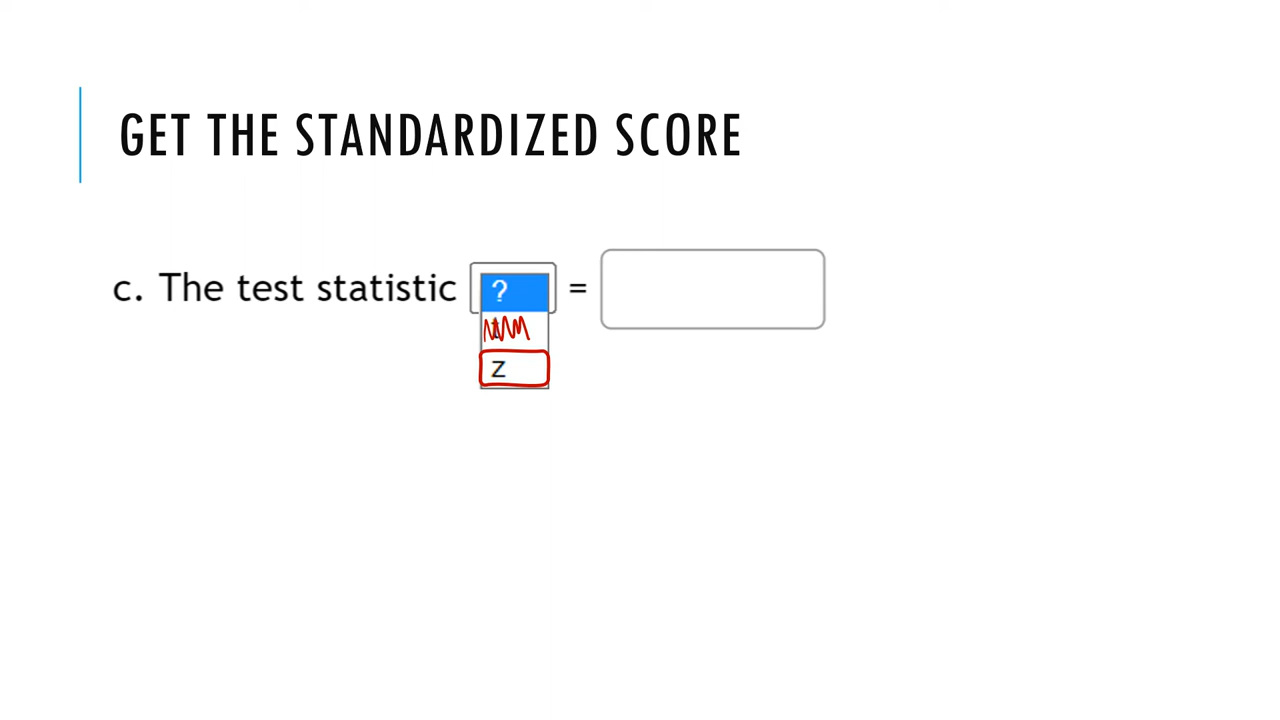 GET THE STANDARDIZED SCORE
c. The test statistic ? =
z